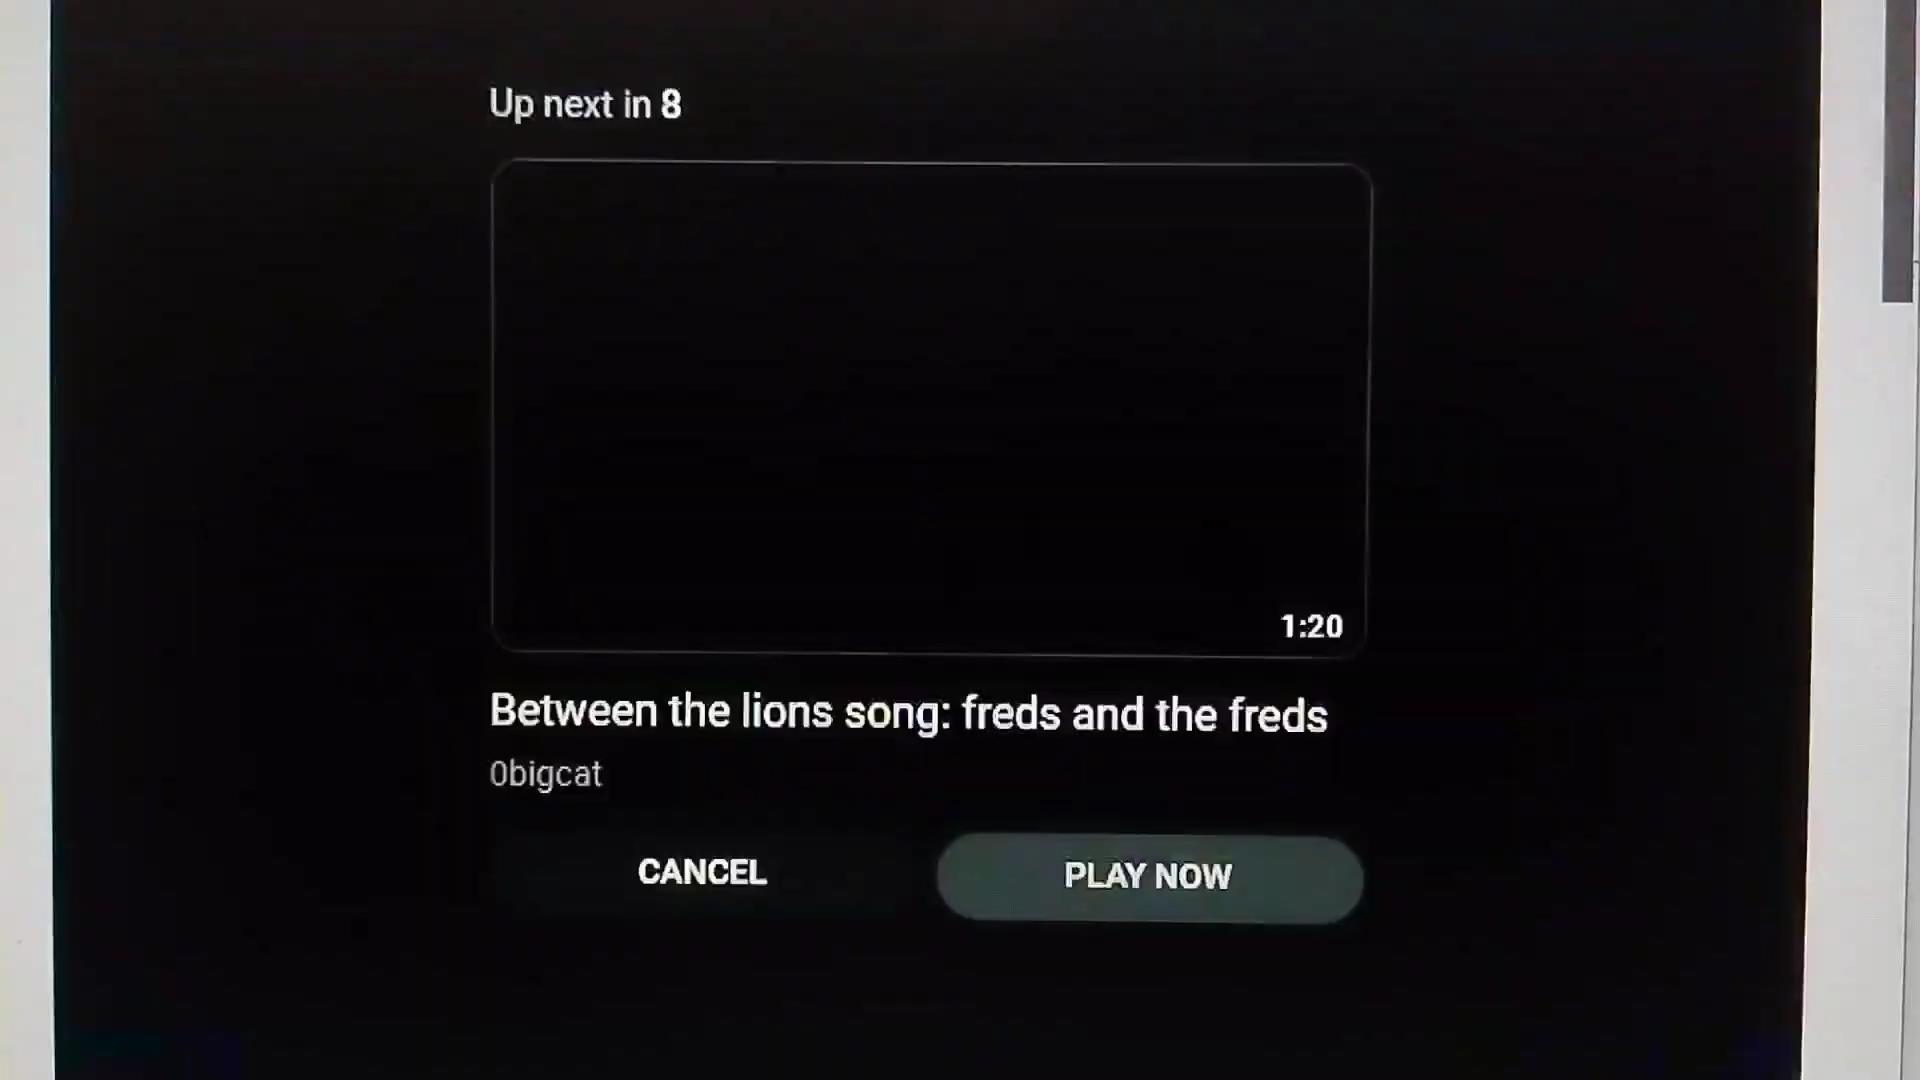 Up next in 8
1:20
Between the lions song: freds and the freds
0bigcat
CANCEL
PLAY NOW